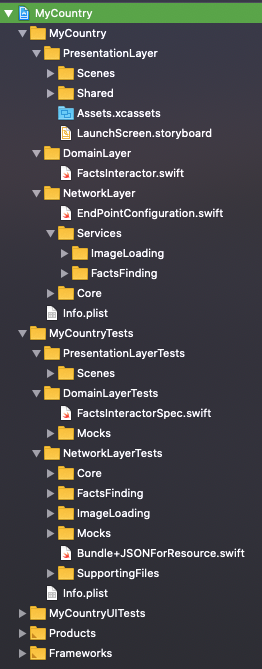 MyCountry
MyCountry
PresentationLayer
Scenes
Shared
Assets.xcassets
LaunchScreen.storyboard
DomainLayer
FactsInteractor.swift
NetworkLayer
EndPointConfiguration.swift
Services
ImageLoading
FactsFinding
Core
Info.plist
MyCountryTests
PresentationLayerTests
Scenes
DomainLayerTests
FactsInteractorSpec.swift
Mocks
NetworkLayerTests
Core
FactsFinding
ImageLoading
Mocks
Bundle+JSONForResource.swift
SupportingFiles
Info.plist
MyCountryUITests
Products
Frameworks